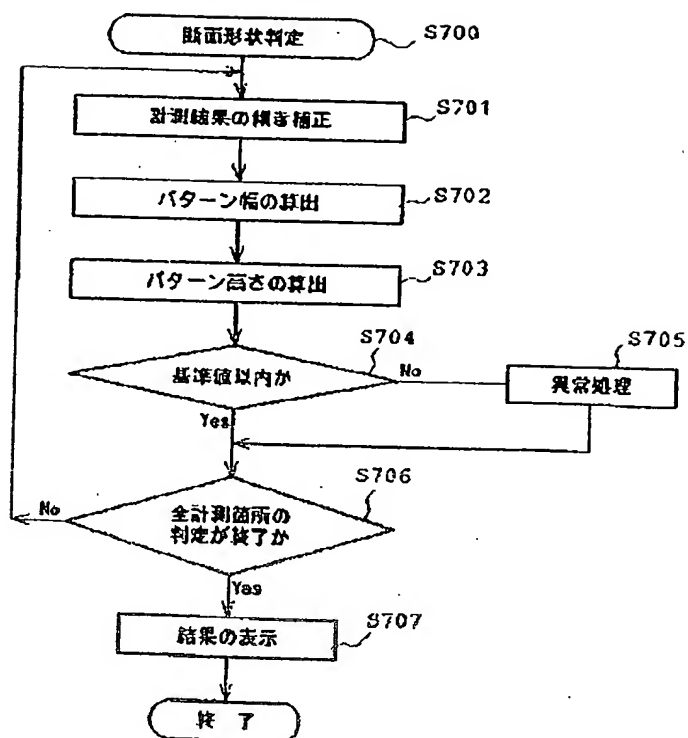 断面形状判定
S700
計測結果の傾き補正
S701
パターン幅の算出
S702
パターン高さの算出
S703
S704
基準値以内か
No
S705
異常処理
Yes
S706
全計測箇所の
判定が終了か
No
Yes
結果の表示
S707
終了